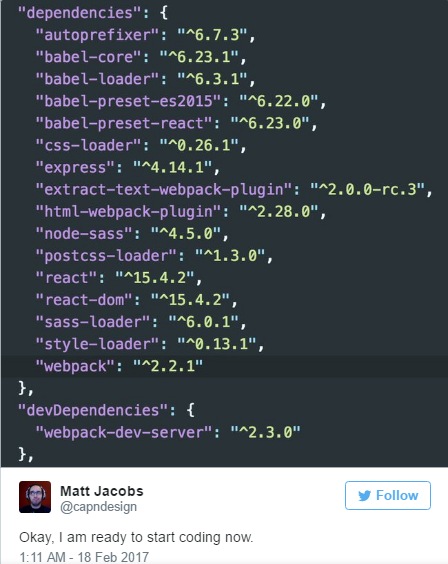 "dependencies": {
"autoprefixer": "^6.7.3",
"babel-core": "^6.23.1",
"babel-loader": "^6.3.1",
"babel-preset-es2015": "^6.22.0",
"babel-preset-react": "^6.23.0",
"css-loader": "^0.26.1",
"express": "^4.14.1",
"extract-text-webpack-plugin": "^2.0.0-rc.3",
"html-webpack-plugin": "^2.28.0",
"node-sass": "^4.5.0",
"postcss-loader": "^1.3.0",
"react": "^15.4.2",
"react-dom": "^15.4.2",
"sass-loader": "^6.0.1",
"style-loader": "^0.13.1",
"webpack": "^2.2.1"
},
"devDependencies": {
"webpack-dev-server": "^2.3.0"
},
Matt Jacobs
@capndesign
Follow
Okay, I am ready to start coding now.
1:11 AM - 18 Feb 2017